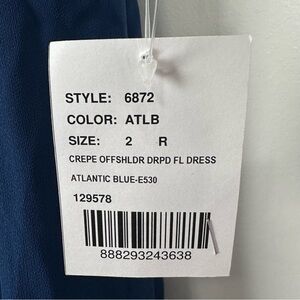 STYLE: 6872
COLOR: ATLB
SIZE: 2 R
CREPE OFFSHLDR DRPD FL DRESS
ATLANTIC BLUE-E530
129578
888293243638